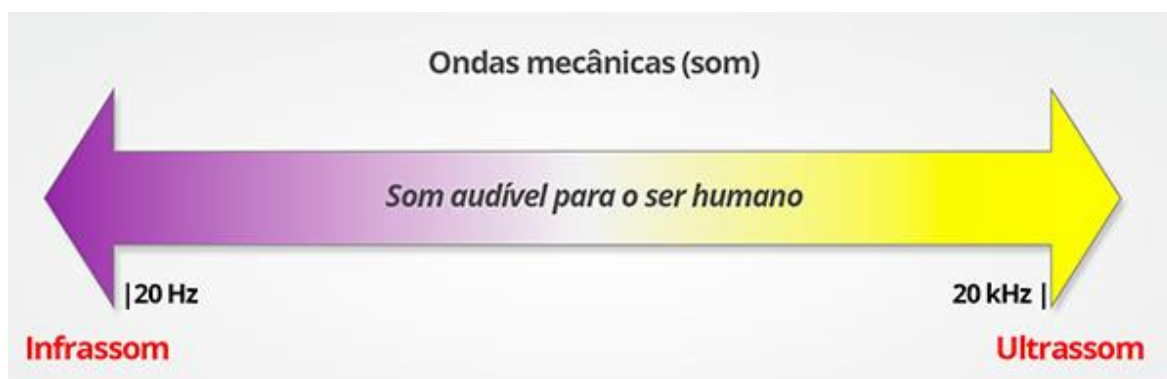 Ondas mecânicas (som)
Som audível para o ser humano
|20 Hz
20 kHz |
Infrassom
Ultrassom